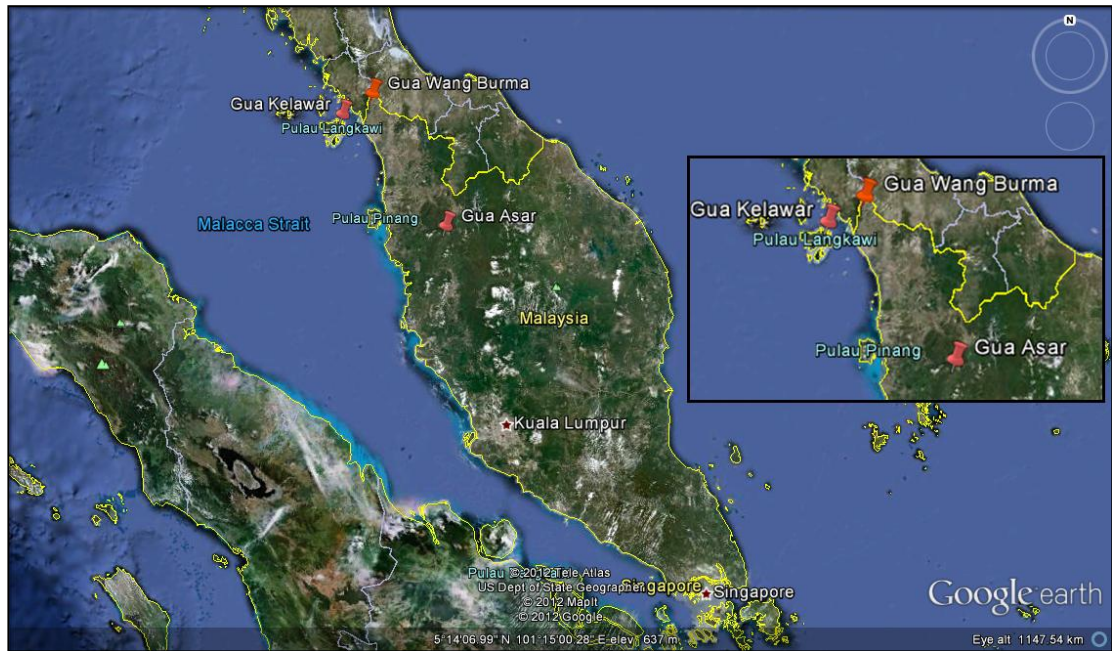 N
Gua Wang Burma
Gua Kelawar
Pulau Langkawi
Gua Wang Burma
Gua Kelawar
Pulau Langkawi
Pulau Pinang
Gua Asar
Malacca Strait
Pulau Pinang
Gua Asar
Malaysia
Kuala Lumpur
© 2012 Tele Atlas
US Dept of State Geographer
© 2012 MapIt
© 2012 Google
Singapore
Singapore
Google earth
5°14'06.99" N 101°15'00.28" E elev 637 m
Eye alt 1147.54 km